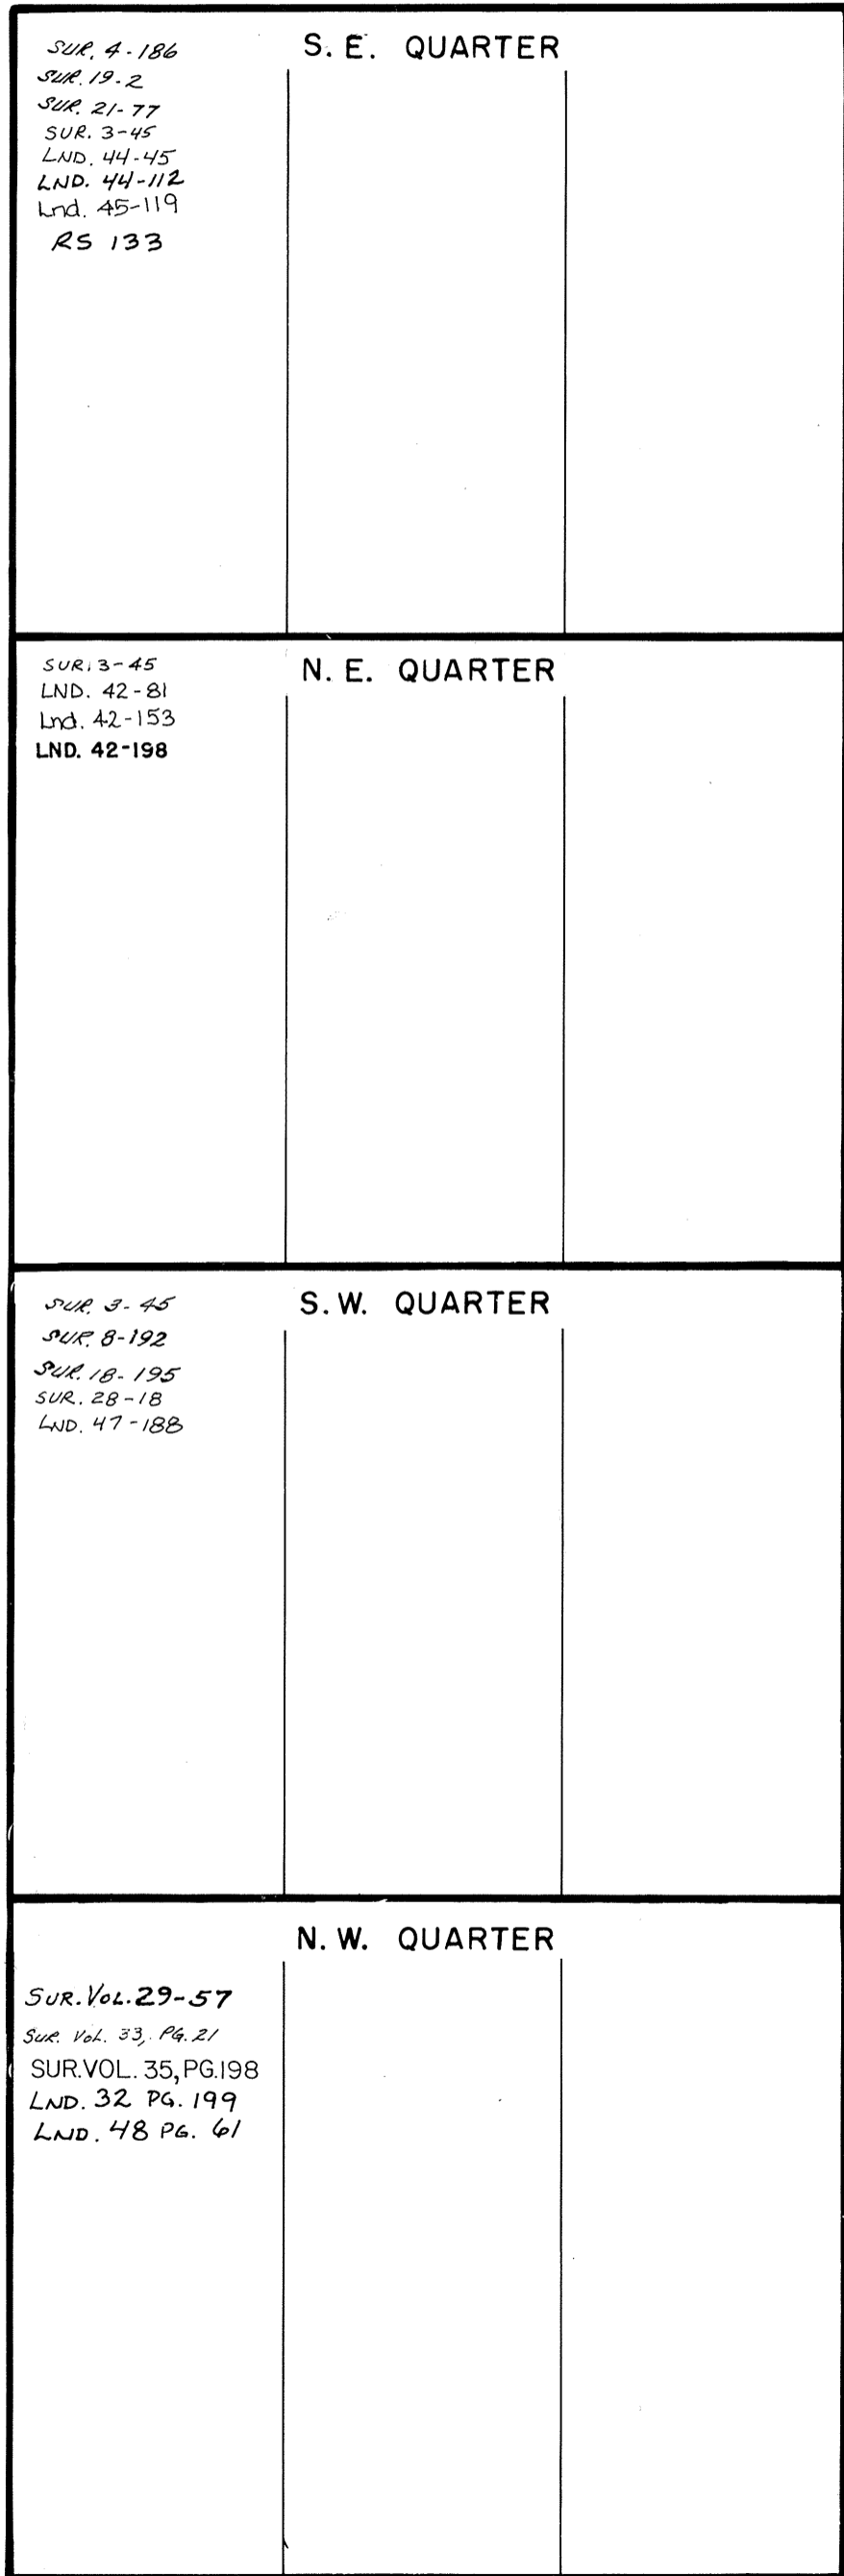 S. E. QUARTER
SUR. 4-186
SUR. 19-2
SUR. 21-77
SUR. 3-45
LND. 44-45
LND. 44-112
Lnd. 45-119
RS 133
N. E. QUARTER
SUR. 3-45
LND. 42-81
Lnd. 42-153
LND. 42-198
S. W. QUARTER
SUR. 3-45
SUR. 8-192
SUR. 18-195
SUR. 28-18
LND. 47-188
N. W. QUARTER
SUR. VOL. 29-57
SUR. VOL. 33, PG. 21
SUR. VOL. 35, PG. 198
LND. 32 PG. 199
LND. 48 PG. 61